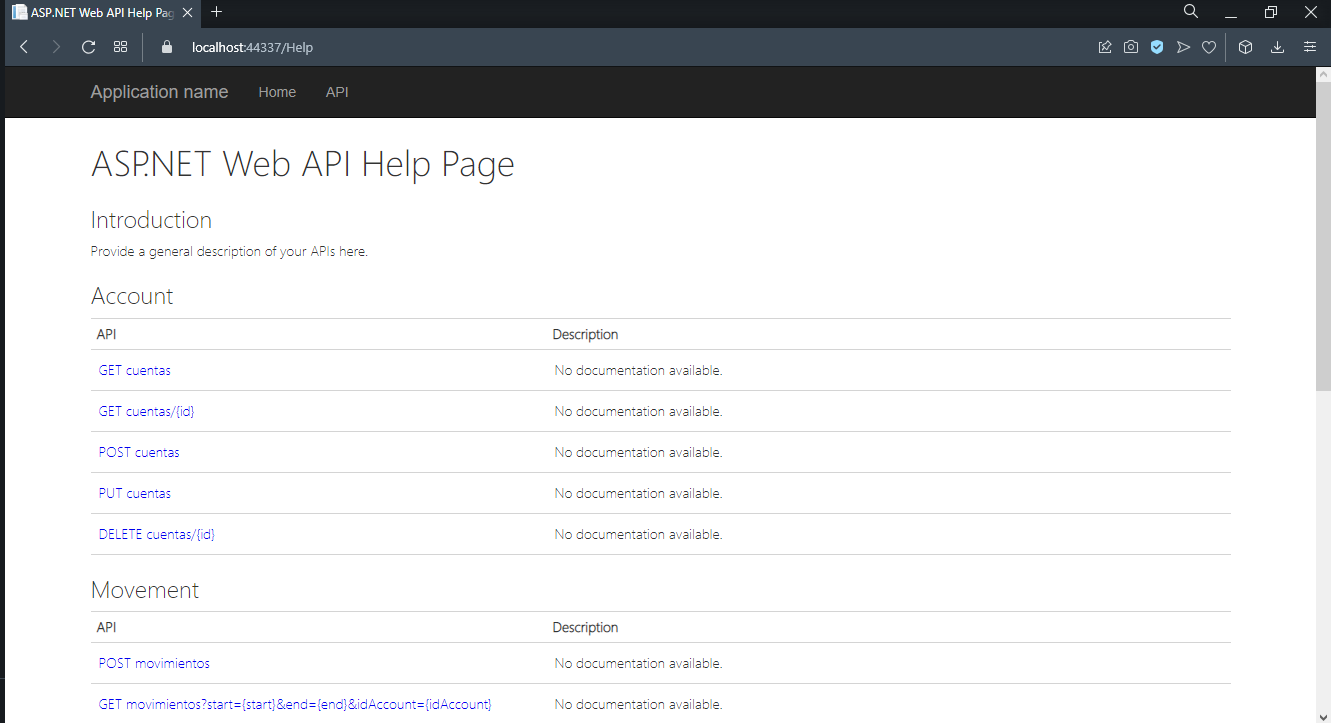 ASP.NET Web API Help Pag
localhost:44337/Help
Application name Home API
ASP.NET Web API Help Page
Introduction
Provide a general description of your APIs here.
Account
API Description
GET cuentas No documentation available.
GET cuentas/{id} No documentation available.
POST cuentas No documentation available.
PUT cuentas No documentation available.
DELETE cuentas/{id} No documentation available.
Movement
API Description
POST movimientos No documentation available.
GET movimientos?start={start}&end={end}&idAccount={idAccount} No documentation available.